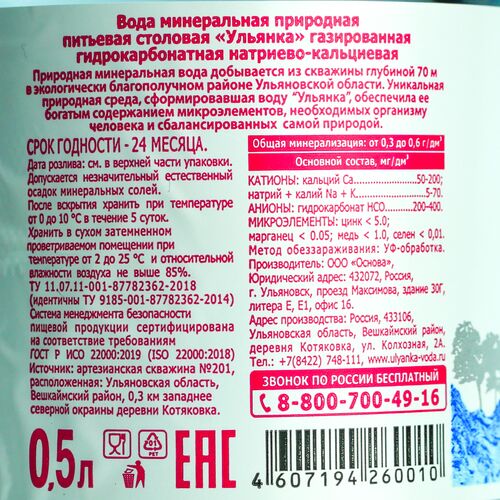 Вода минеральная природная
питьевая столовая «Ульянка» газированная
гидрокарбонатная натриево-кальциевая
Природная минеральная вода добывается из скважины глубиной 70 м
в экологически благополучном районе Ульяновской области. Уникальная
природная среда, сформировавшая воду "Ульянка", обеспечила ее
богатым содержанием микроэлементов, необходимых организму
человека и сбалансированных самой природой.
СРОК ГОДНОСТИ - 24 МЕСЯЦА.
Дата розлива: см. в верхней части упаковки.
Допускается незначительный естественный
осадок минеральных солей.
После вскрытия хранить при температуре
от 0 до 10°С в течение 5 суток.
Хранить в сухом затемненном
проветриваемом помещении при
температуре от 2 до 25 °С и относительной
влажности воздуха не выше 85%.
ТУ 11.07.11-001-87782362-2018
(идентичны ТУ 9185-001-87782362-2014)
Система менеджмента безопасности
пищевой продукции сертифицирована
на соответствие требованиям
ГОСТ Р ИСО 22000:2019 (ISO 22000:2018)
Источник: артезианская скважина №201,
расположенная: Ульяновская область,
Вешкаймский район, 0,3 км западнее
северной окраины деревни Котяковка.
Общая минерализация: от 0,3 до 0,6 г/дм³
Основной состав, мг/дм³
КАТИОНЫ: кальций Ca 50-200;
натрий + калий Na + K 5-70.
АНИОНЫ: гидрокарбонат HCO 200-400.
МИКРОЭЛЕМЕНТЫ: цинк < 5.0;
марганец < 0.05; медь < 1.0, селен < 0,01
Метод обеззараживания: УФ-обработка.
Производитель: ООО «Основа»,
Юридический адрес: 432072, Россия,
г. Ульяновск, проезд Максимова, здание 30Г,
литера Е, Е1, офис 16.
Адрес производства: Россия, 433106,
Ульяновская область, Вешкаймский район,
деревня Котяковка, ул. Колхозная, 2А.
Тел.: +7(8422) 748-111, www.ulyanka-voda.ru
ЗВОНОК ПО РОССИИ БЕСПЛАТНЫЙ
8-800-700-49-16
0,5л
01
PET
EAC
4 607194 260010